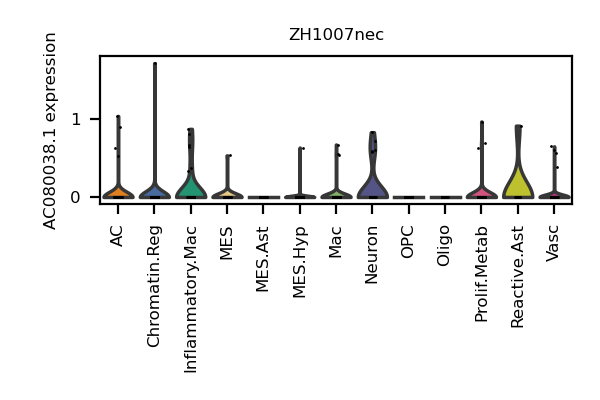 ZH1007nec
AC080038.1 expression
1
0
AC
Chromatin.Reg
Inflammatory.Mac
MES
MES.Ast
MES.Hyp
Mac
Neuron
OPC
Oligo
Prolif.Metab
Reactive.Ast
Vasc